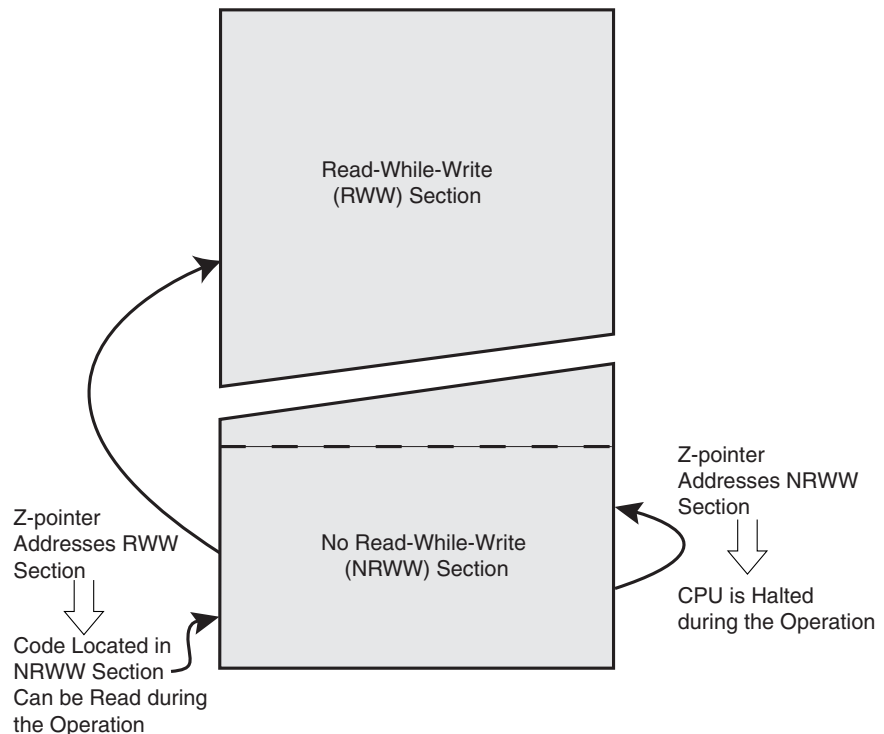 Read-While-Write
(RWW) Section
Z-pointer
Addresses NRWW
Section
Z-pointer
Addresses RWW
Section
No Read-While-Write
(NRWW) Section
CPU is Halted
during the Operation
Code Located in
NRWW Section
Can be Read during
the Operation